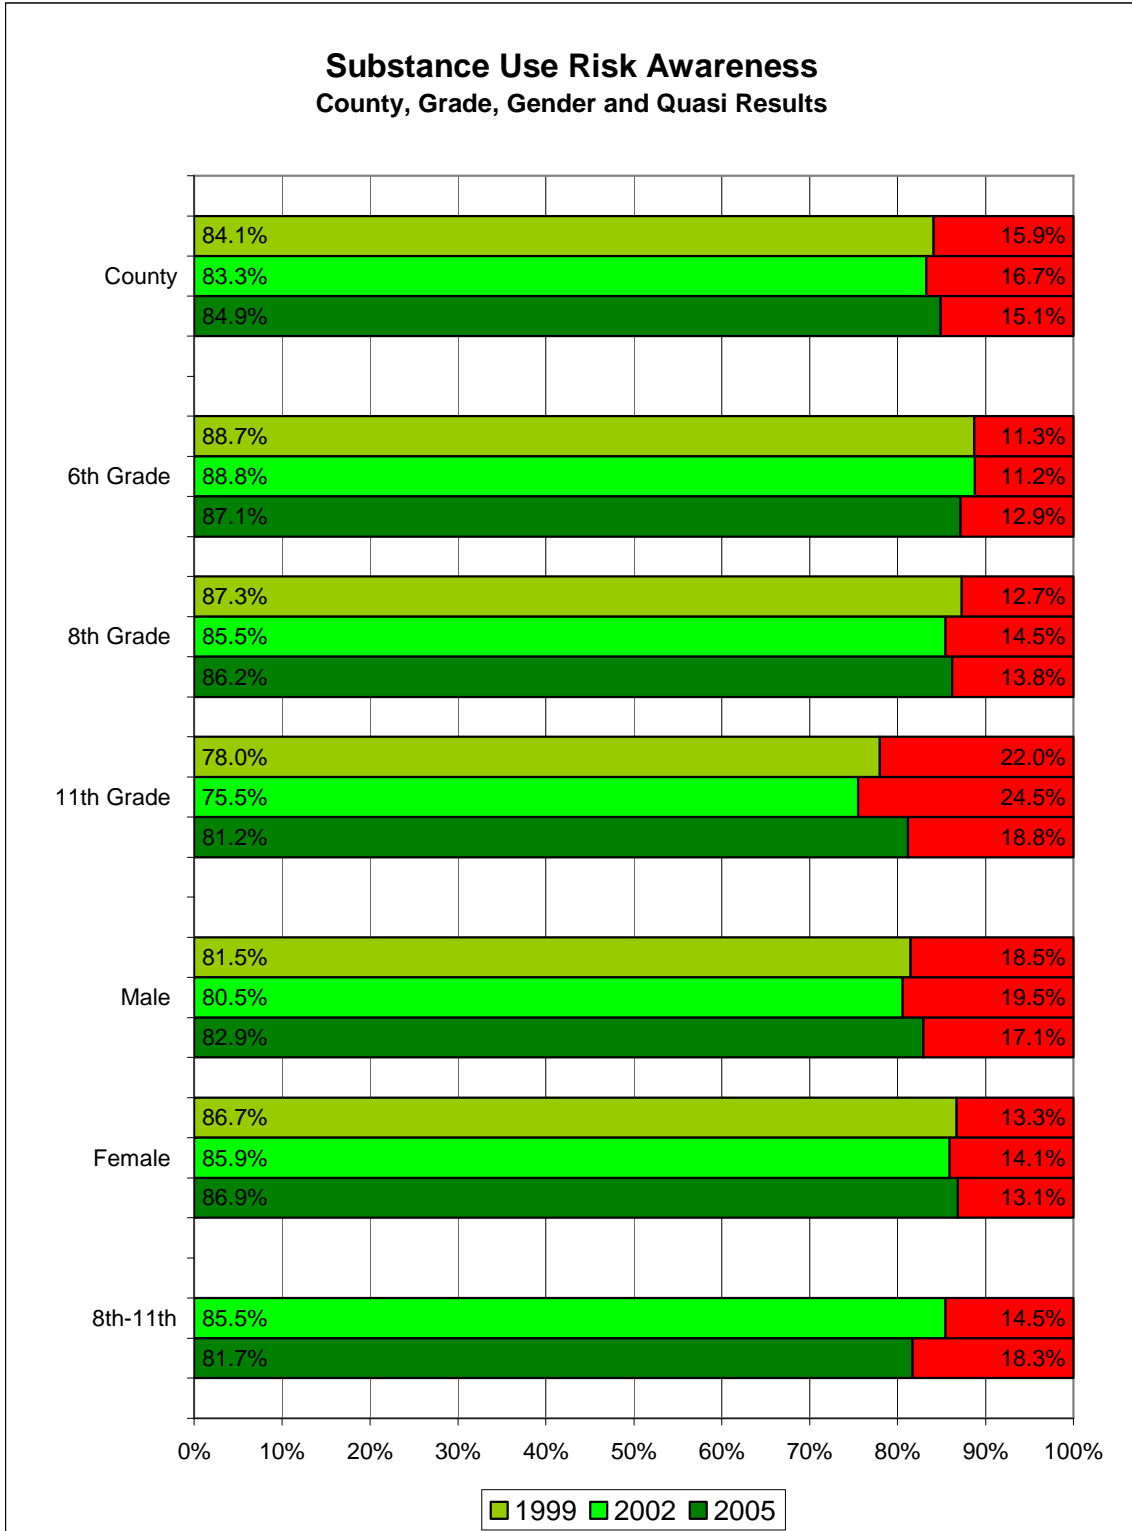 Substance Use Risk Awareness
County, Grade, Gender and Quasi Results
84.1% 15.9%
County 83.3% 16.7%
84.9% 15.1%
88.7% 11.3%
6th Grade 88.8% 11.2%
87.1% 12.9%
87.3% 12.7%
8th Grade 85.5% 14.5%
86.2% 13.8%
78.0% 22.0%
11th Grade 75.5% 24.5%
81.2% 18.8%
81.5% 18.5%
Male 80.5% 19.5%
82.9% 17.1%
86.7% 13.3%
Female 85.9% 14.1%
86.9% 13.1%
8th-11th 85.5% 14.5%
81.7% 18.3%
0% 10% 20% 30% 40% 50% 60% 70% 80% 90% 100%
1999 2002 2005